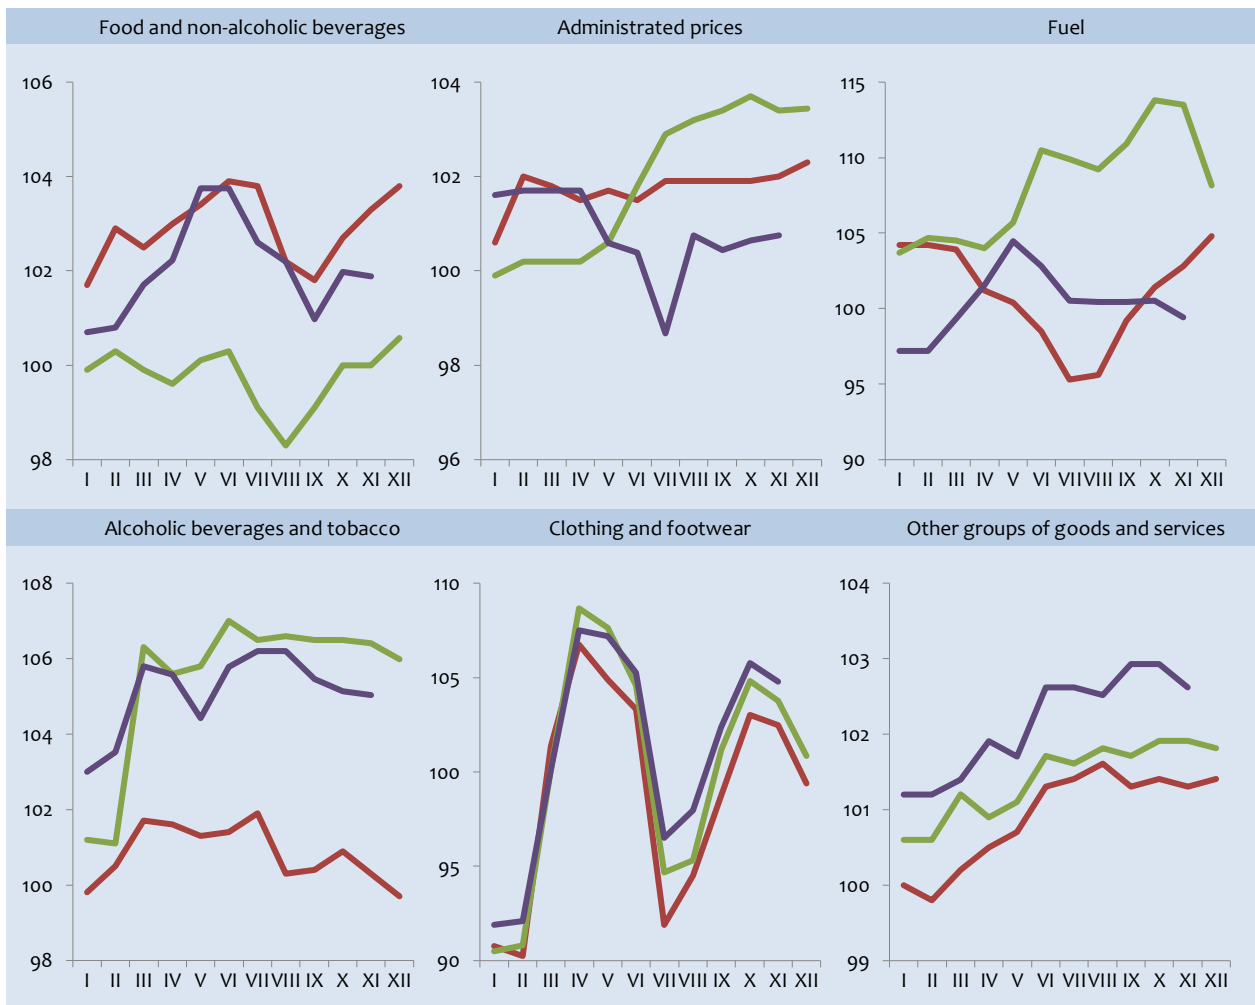 Food and non-alcoholic beverages
106
104
102
100
98
I II III IV V VI VII VIII IX X XI XII
Administrated prices
104
102
100
98
96
I II III IV V VI VII VIII IX X XI XII
Fuel
115
110
105
100
95
90
I II III IV V VI VII VIII IX X XI XII
Alcoholic beverages and tobacco
108
106
104
102
100
98
I II III IV V VI VII VIII IX X XI XII
Clothing and footwear
110
105
100
95
90
I II III IV V VI VII VIII IX X XI XII
Other groups of goods and services
104
103
102
101
100
99
I II III IV V VI VII VIII IX X XI XII